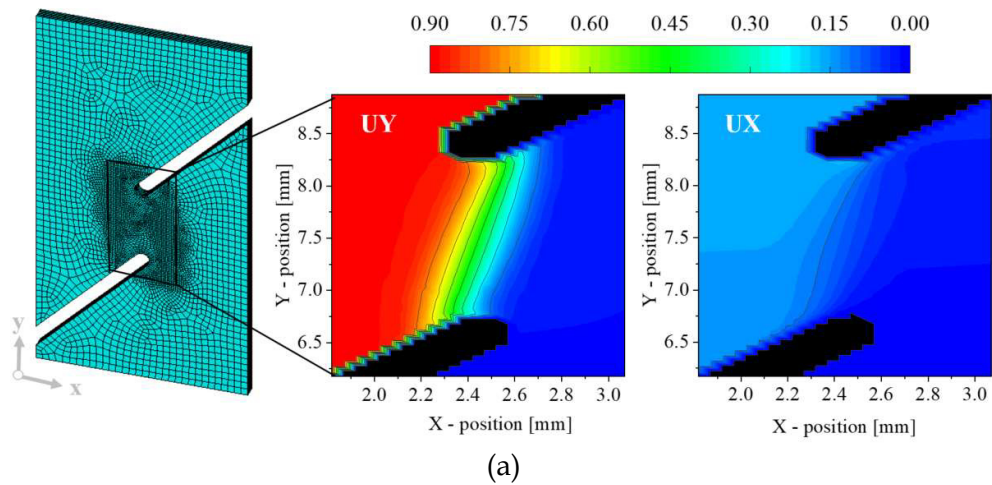 0.90 0.75 0.60 0.45 0.30 0.15 0.00
UY
UX
8.5
8.0
7.5
7.0
6.5
Y - position [mm]
2.0 2.2 2.4 2.6 2.8 3.0
X - position [mm]
8.5
8.0
7.5
7.0
6.5
Y - position [mm]
2.0 2.2 2.4 2.6 2.8 3.0
X - position [mm]
y
x
(a)